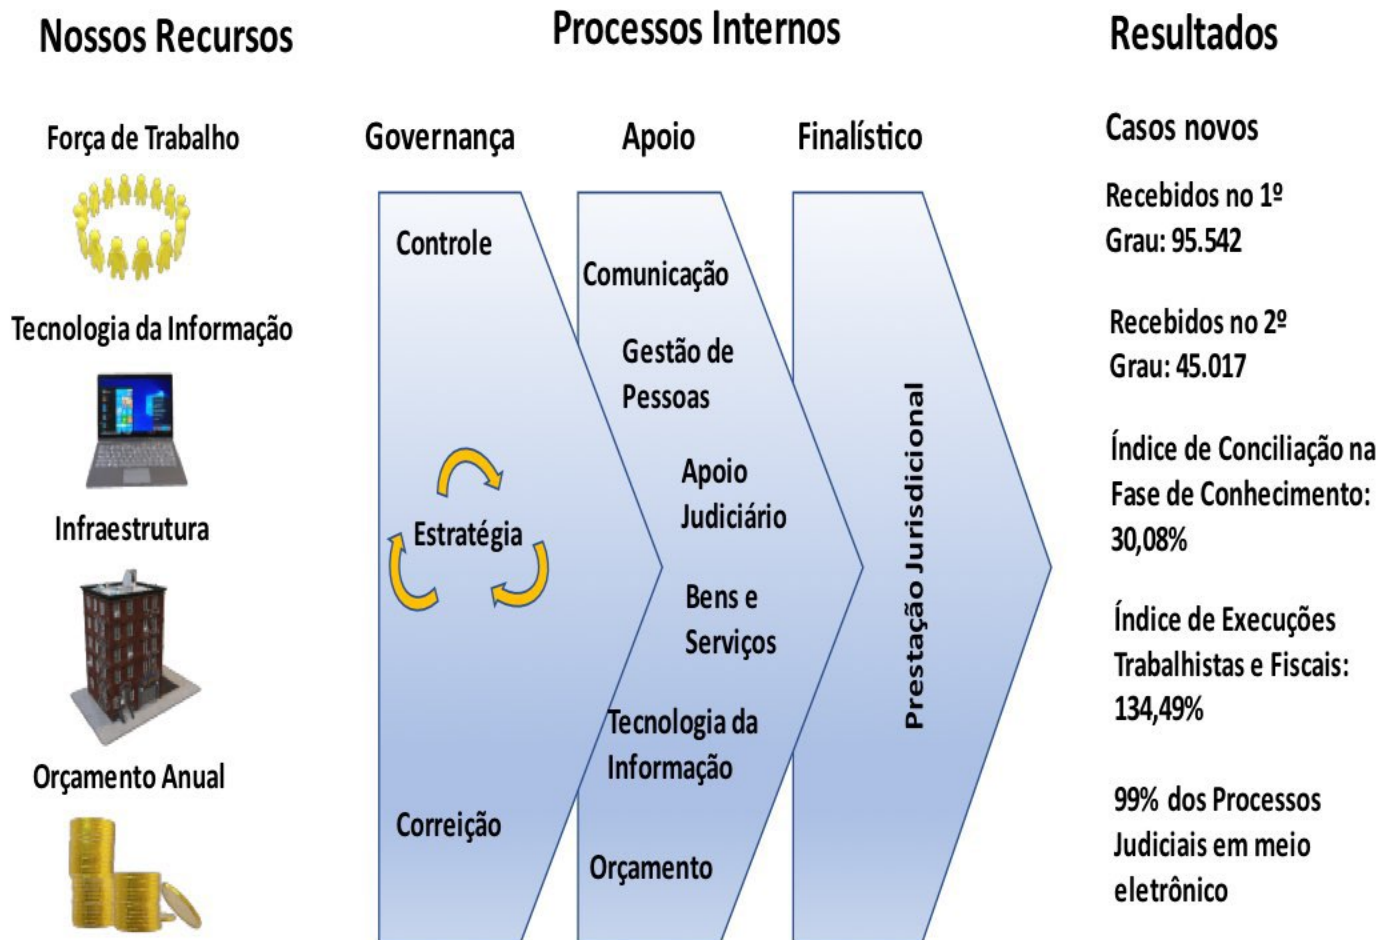 Nossos Recursos
Força de Trabalho
Tecnologia da Informação
Infraestrutura
Orçamento Anual
Processos Internos
Governança
Controle
Estratégia
Correição
Apoio
Comunicação
Gestão de
Pessoas
Apoio
Judiciário
Bens e
Serviços
Tecnologia da
Informação
Orçamento
Finalístico
Prestação Jurisdicional
Resultados
Casos novos
Recebidos no 1º
Grau: 95.542
Recebidos no 2º
Grau: 45.017
Índice de Conciliação na
Fase de Conhecimento:
30,08%
Índice de Execuções
Trabalhistas e Fiscais:
134,49%
99% dos Processos
Judiciais em meio
eletrônico